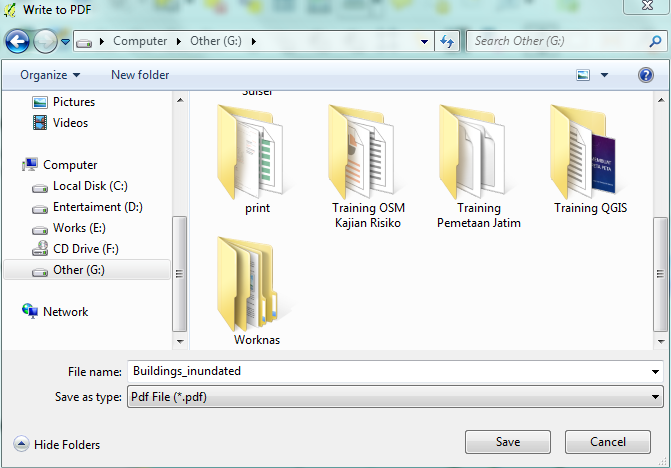 Write to PDF
Computer
Other (G:)
Search Other (G:)
Organize
New folder
Pictures
Videos
Computer
Local Disk (C:)
Entertaiment (D:)
Works (E:)
CD Drive (F:)
Other (G:)
Network
Sulsel
print
Training OSM
Kajian Risiko
Training
Pemetaan Jatim
Training QGIS
Worknas
File name:
Buildings_inundated
Save as type:
Pdf File (*.pdf)
Hide Folders
Save
Cancel